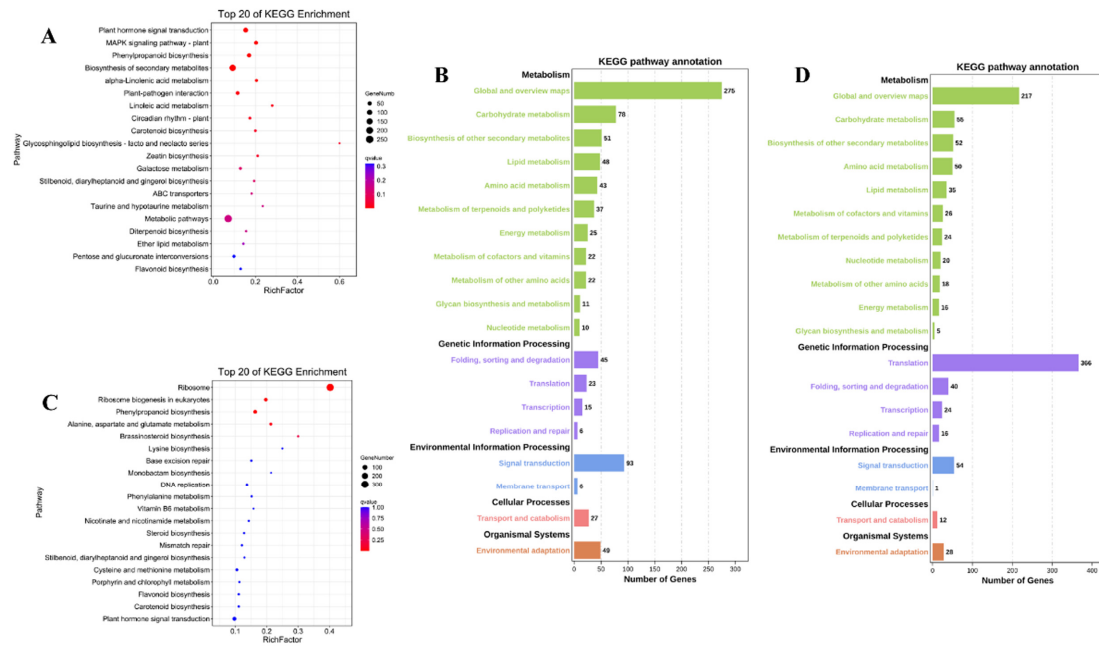 A
Top 20 of KEGG Enrichment
Plant hormone signal transduction
MAPK signaling pathway - plant
Phenylpropanoid biosynthesis
Biosynthesis of secondary metabolites
alpha-Linolenic acid metabolism
Plant-pathogen interaction
Linoleic acid metabolism
Circadian rhythm - plant
Carotenoid biosynthesis
Glycosphingolipid biosynthesis - lacto and neolacto series
Zeatin biosynthesis
Galactose metabolism
Stilbenoid, diarylheptanoid and gingerol biosynthesis
ABC transporters
Taurine and hypotaurine metabolism
Metabolic pathways
Diterpenoid biosynthesis
Ether lipid metabolism
Pentose and glucuronate interconversions
Flavonoid biosynthesis
Pathway
0.0 0.2 0.4 0.6
RichFactor
GeneNumb
50
100
150
200
250
qvalue
0.3
0.2
0.1
B
KEGG pathway annotation
Metabolism
Global and overview maps 275
Carbohydrate metabolism 78
Biosynthesis of other secondary metabolites 51
Lipid metabolism 48
Amino acid metabolism 43
Metabolism of terpenoids and polyketides 37
Energy metabolism 25
Metabolism of cofactors and vitamins 22
Metabolism of other amino acids 22
Glycan biosynthesis and metabolism 11
Nucleotide metabolism 10
Genetic Information Processing
Folding, sorting and degradation 45
Translation 23
Transcription 15
Replication and repair 6
Environmental Information Processing
Signal transduction 93
Membrane transport 6
Cellular Processes
Transport and catabolism 27
Organismal Systems
Environmental adaptation 49
0 50 100 150 200 250 300
Number of Genes
C
Top 20 of KEGG Enrichment
Ribosome
Ribosome biogenesis in eukaryotes
Phenylpropanoid biosynthesis
Alanine, aspartate and glutamate metabolism
Brassinosteroid biosynthesis
Lysine biosynthesis
Base excision repair
Monobactam biosynthesis
DNA replication
Phenylalanine metabolism
Vitamin B6 metabolism
Nicotinate and nicotinamide metabolism
Steroid biosynthesis
Mismatch repair
Stilbenoid, diarylheptanoid and gingerol biosynthesis
Cysteine and methionine metabolism
Porphyrin and chlorophyll metabolism
Flavonoid biosynthesis
Carotenoid biosynthesis
Plant hormone signal transduction
Pathway
0.1 0.2 0.3 0.4
RichFactor
GeneNumber
100
200
300
qvalue
1.00
0.75
0.50
0.25
D
KEGG pathway annotation
Metabolism
Global and overview maps 217
Carbohydrate metabolism 55
Biosynthesis of other secondary metabolites 52
Amino acid metabolism 50
Lipid metabolism 35
Metabolism of cofactors and vitamins 26
Metabolism of terpenoids and polyketides 24
Nucleotide metabolism 20
Metabolism of other amino acids 18
Energy metabolism 16
Glycan biosynthesis and metabolism 5
Genetic Information Processing
Translation 366
Folding, sorting and degradation 40
Transcription 24
Replication and repair 16
Environmental Information Processing
Signal transduction 54
Membrane transport 1
Cellular Processes
Transport and catabolism 12
Organismal Systems
Environmental adaptation 28
0 100 200 300 400
Number of Genes